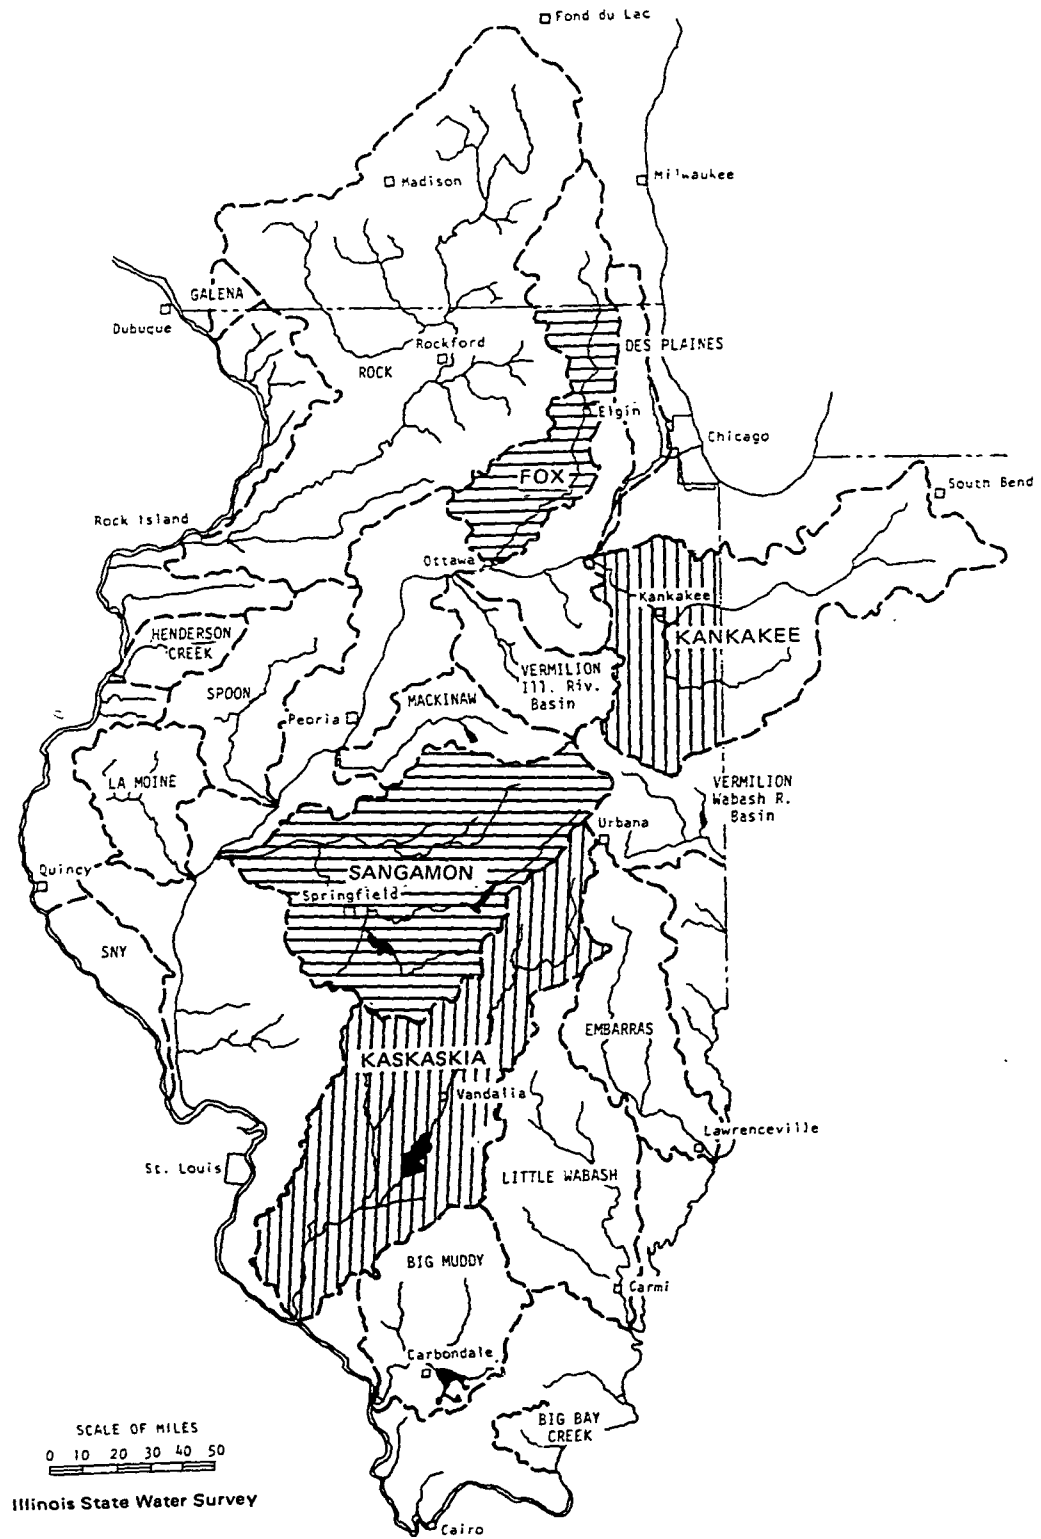 Fond du Lac
Madison
Milwaukee
GALENA
Dubuque
DES PLAINES
Rockford
ROCK
Elgin
Chicago
FOX
South Bend
Rock Island
Ottawa
Kankakee
KANKAKEE
HENDERSON
CREEK
SPOON
VERMILION
Ill. Riv.
Basin
MACKINAW
Peoria
LA MOINE
VERMILION
Wabash R.
Basin
Urbana
Quincy
SANGAMON
Springfield
SNY
EMBARRAS
KASKASKIA
Vandalia
Lawrenceville
St. Louis
LITTLE WABASH
BIG MUDDY
Carmi
Carbondale
BIG BAY
CREEK
SCALE OF MILES
0 10 20 30 40 50
Illinois State Water Survey
Cairo